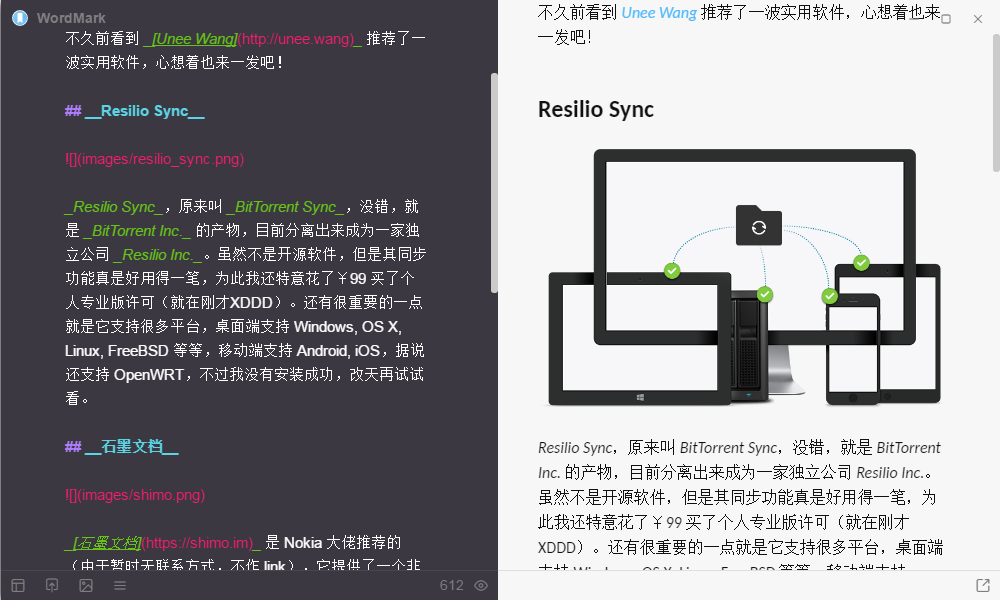 WordMark
不久前看到 _[Unee Wang](http://unee.wang)_ 推荐了一
波实用软件，心想着也来一发吧！
## __Resilio Sync__
![](images/resilio_sync.png)
_Resilio Sync_，原来叫 _BitTorrent Sync_，没错，就
是 _BitTorrent Inc._ 的产物，目前分离出来成为一家独
立公司 _Resilio Inc._。虽然不是开源软件，但是其同步
功能真是好用得一笔，为此我还特意花了￥99 买了个
人专业版许可（就在刚才XDDD）。还有很重要的一点
就是它支持很多平台，桌面端支持 Windows, OS X,
Linux, FreeBSD 等等，移动端支持 Android, iOS，据说
还支持 OpenWRT，不过我没有安装成功，改天再试试
看。
## __石墨文档__
![](images/shimo.png)
_[石墨文档](https://shimo.im)_ 是 Nokia 大佬推荐的
（由于暂时无联系方式，不作 link），它提供了一个非
612
不久前看到 Unee Wang 推荐了一波实用软件，心想着也来
一发吧！
Resilio Sync
Resilio Sync，原来叫 BitTorrent Sync，没错，就是 BitTorrent
Inc. 的产物，目前分离出来成为一家独立公司 Resilio Inc.。
虽然不是开源软件，但是其同步功能真是好用得一笔，为
此我还特意花了￥99 买了个人专业版许可（就在刚才
XDDD）。还有很重要的一点就是它支持很多平台，桌面端
支持 Windows, OS X, Linux, FreeBSD 等等，移动端支持